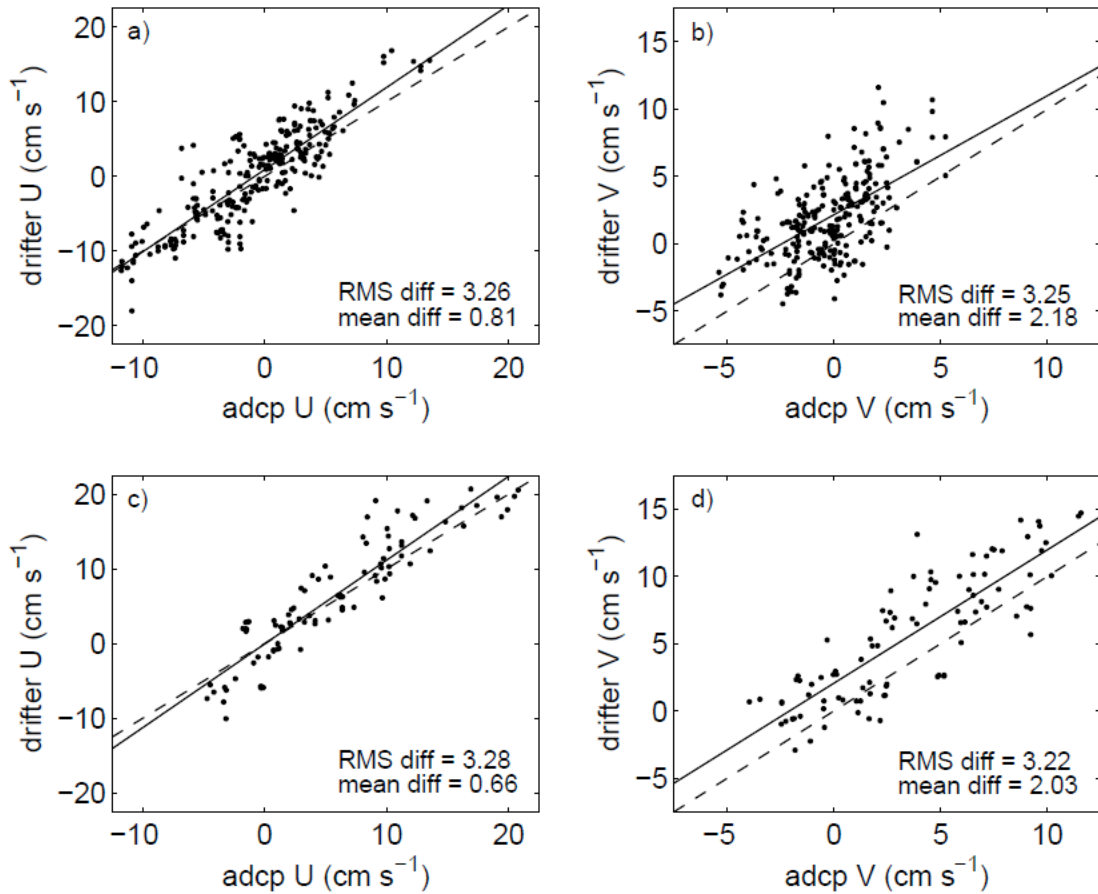 a)
20
10
0
−10
−20
drifter U (cm s⁻¹)
RMS diff = 3.26
mean diff = 0.81
−10 0 10 20
adcp U (cm s⁻¹)
b)
15
10
5
0
−5
drifter V (cm s⁻¹)
RMS diff = 3.25
mean diff = 2.18
−5 0 5 10
adcp V (cm s⁻¹)
c)
20
10
0
−10
−20
drifter U (cm s⁻¹)
RMS diff = 3.28
mean diff = 0.66
−10 0 10 20
adcp U (cm s⁻¹)
d)
15
10
5
0
−5
drifter V (cm s⁻¹)
RMS diff = 3.22
mean diff = 2.03
−5 0 5 10
adcp V (cm s⁻¹)